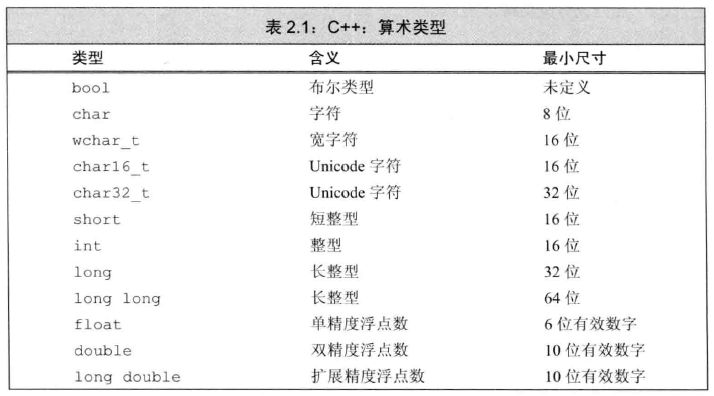 表 2.1：C++：算术类型
类型 含义 最小尺寸
bool 布尔类型 未定义
char 字符 8 位
wchar_t 宽字符 16 位
char16_t Unicode 字符 16 位
char32_t Unicode 字符 32 位
short 短整型 16 位
int 整型 16 位
long 长整型 32 位
long long 长整型 64 位
float 单精度浮点数 6 位有效数字
double 双精度浮点数 10 位有效数字
long double 扩展精度浮点数 10 位有效数字